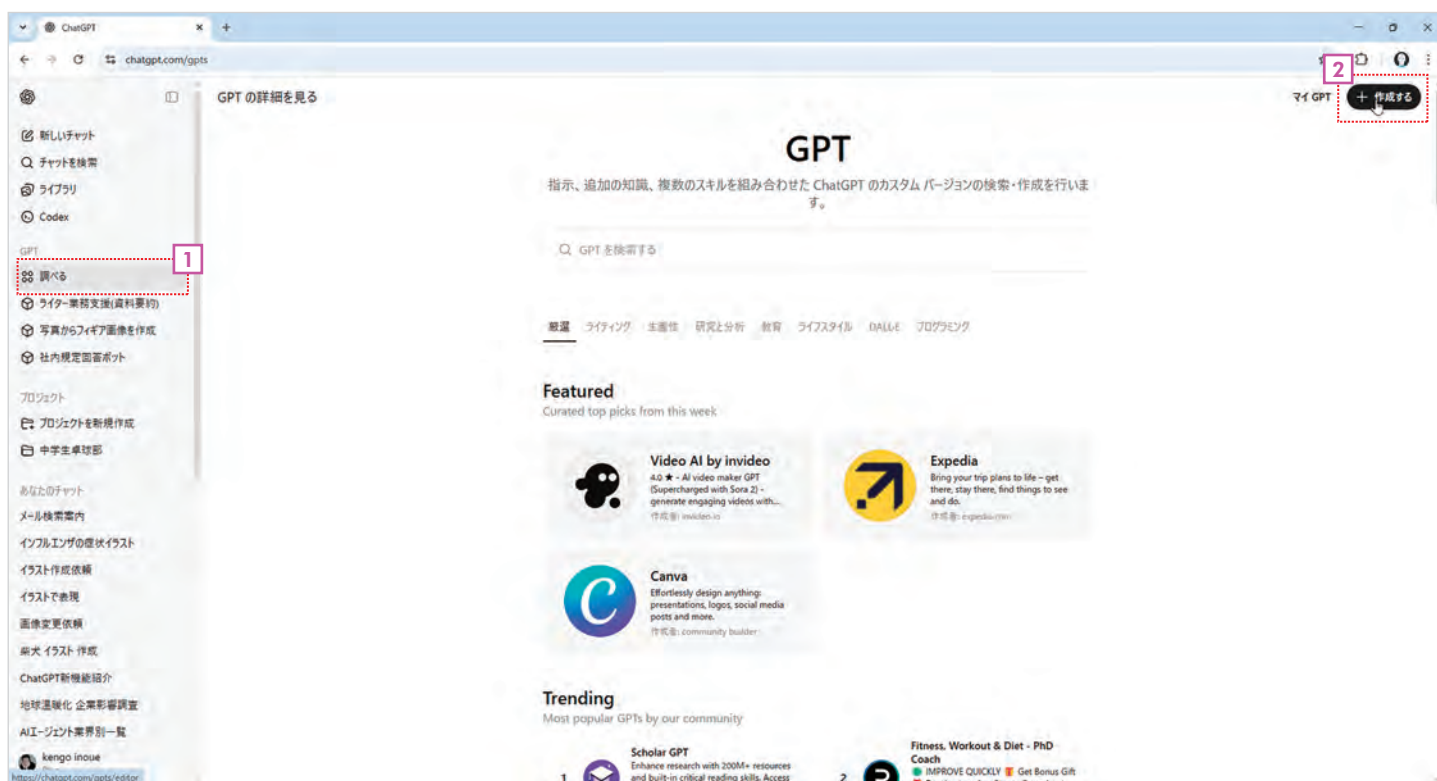 ChatGPT
chatgpt.com/gpts
GPT の詳細を見る
マイ GPT
2
+ 作成する
新しいチャット
チャットを検索
ライブラリ
Codex
GPT
1
調べる
ライター業務支援(資料要約)
写真からフィギア画像を作成
社内規定回答ボット
プロジェクト
プロジェクトを新規作成
中学生卓球部
あなたのチャット
メール検索案内
インフルエンザの症状イラスト
イラスト作成依頼
イラストで表現
画像変更依頼
柴犬 イラスト 作成
ChatGPT新機能紹介
地球温暖化 企業影響調査
AIエージェント業界別一覧
kengo inoue
https://chatgpt.com/gpts/editor
GPT
指示、追加の知識、複数のスキルを組み合わせた ChatGPT のカスタム バージョンの検索・作成を行いま
す。
GPT を検索する
厳選 ライティング 生産性 研究と分析 教育 ライフスタイル DALL·E プログラミング
Featured
Curated top picks from this week
Video AI by invideo
4.0 ★ - AI video maker GPT
(Supercharged with Sora 2) -
generate engaging videos with...
作成者: invideo.io
Expedia
Bring your trip plans to life – get
there, stay there, find things to see
and do.
作成者: expedia.com
Canva
Effortlessly design anything:
presentations, logos, social media
posts and more.
作成者: community builder
Trending
Most popular GPTs by our community
1
Scholar GPT
Enhance research with 200M+ resources
and built-in critical reading skills. Access
2
Fitness, Workout & Diet - PhD
Coach
IMPROVE QUICKLY Get Bonus Gift